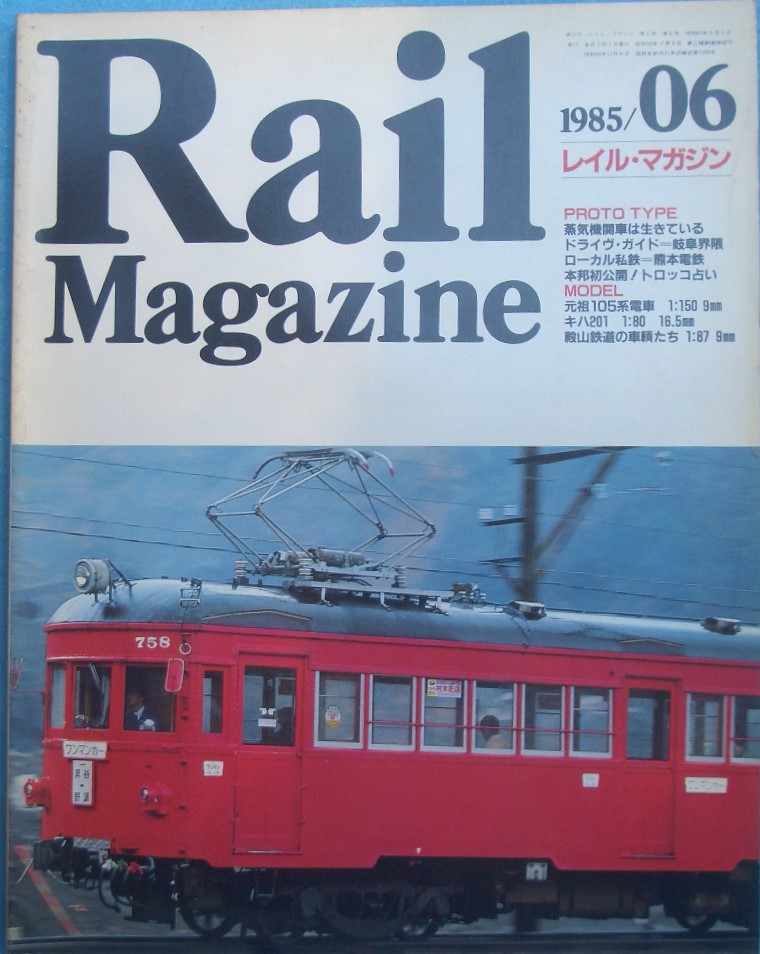 Rail
Magazine
1985/06
レイル・マガジン
PROTO TYPE
蒸気機関車は生きている
ドライヴ・ガイド=岐阜界隈
ローカル私鉄=熊本電鉄
本邦初公開!トロッコ占い
MODEL
元祖105系電車 1:150 9㎜
キハ201 1:80 16.5㎜
殿山鉄道の車輌たち 1:87 9㎜
758
ワンマンカー
黒野
谷汲
ワンマンカー